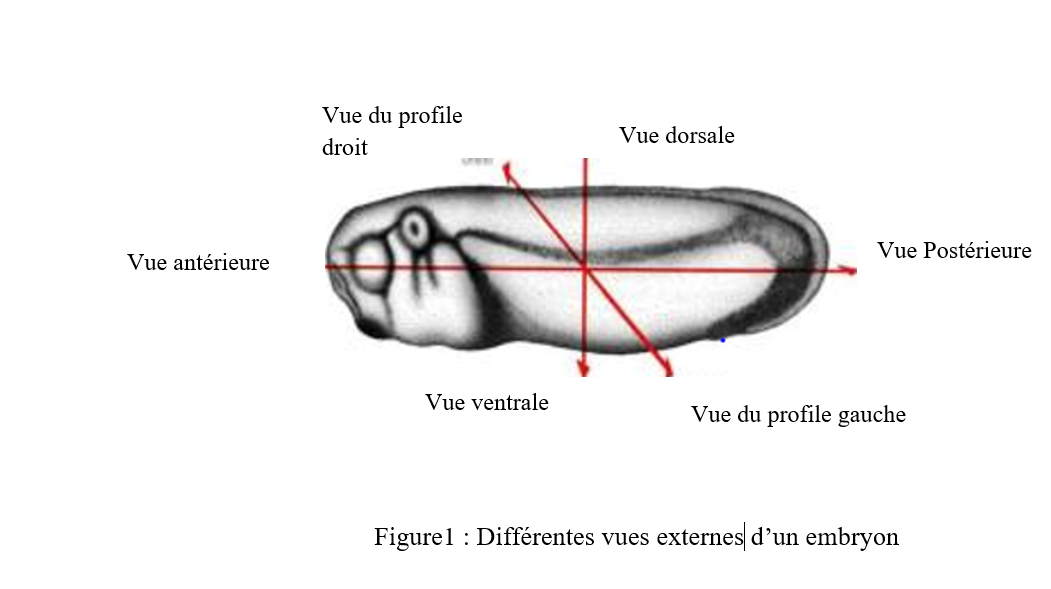 Vue du profile
droit
Vue dorsale
Vue antérieure
Vue Postérieure
Vue ventrale
Vue du profile gauche
Figure1 : Différentes vues externes d’un embryon